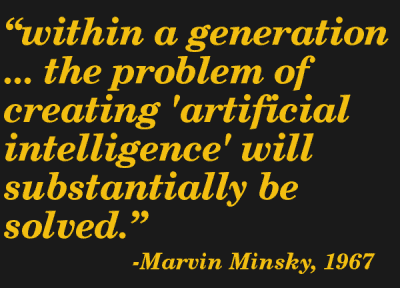 “within a generation
... the problem of
creating 'artificial
intelligence' will
substantially be
solved.”
-Marvin Minsky, 1967